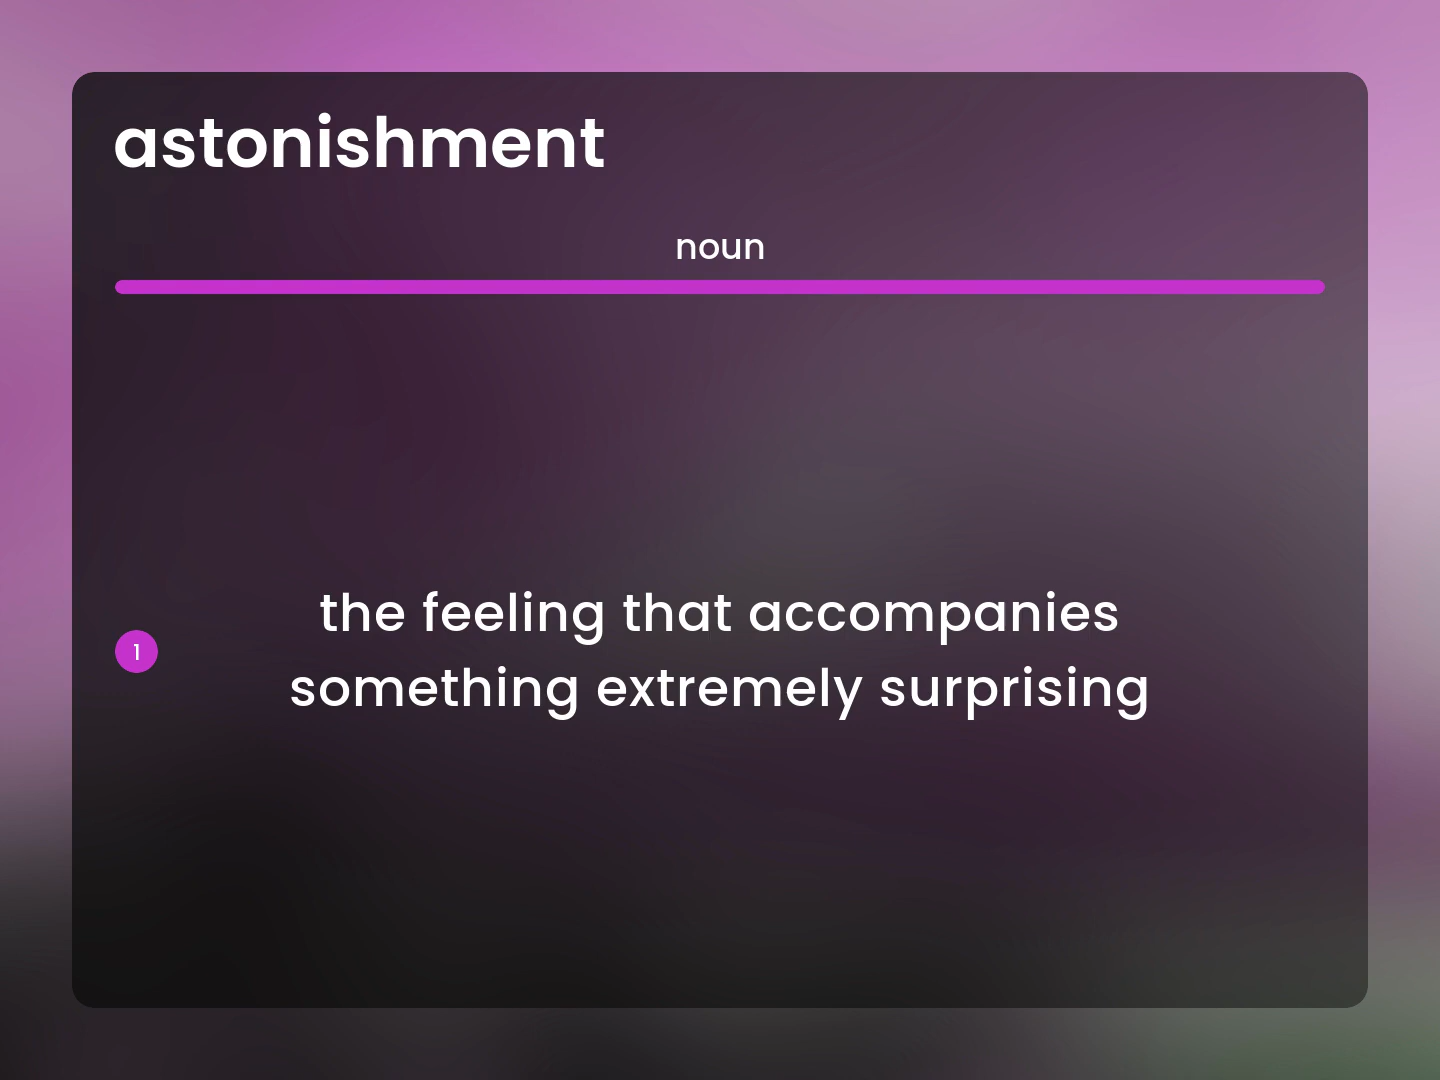 astonishment
noun
1
the feeling that accompanies
something extremely surprising